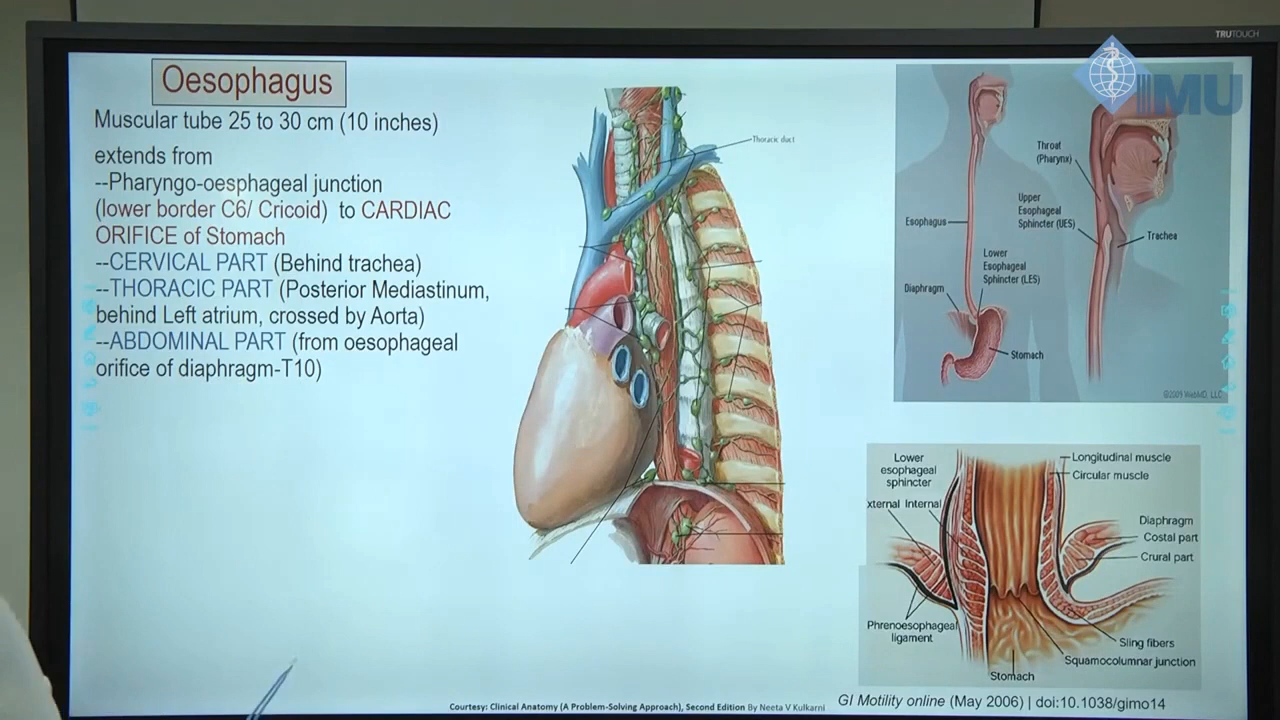 TRUTOUCH
IMU
Oesophagus
Muscular tube 25 to 30 cm (10 inches)
extends from
--Pharyngo-oesphageal junction
(lower border C6/ Cricoid) to CARDIAC
ORIFICE of Stomach
--CERVICAL PART (Behind trachea)
--THORACIC PART (Posterior Mediastinum,
behind Left atrium, crossed by Aorta)
--ABDOMINAL PART (from oesophageal
orifice of diaphragm-T10)
Thoracic duct
Throat
(Pharynx)
Upper
Esophageal
Sphincter (UES)
Esophagus
Trachea
Lower
Esophageal
Sphincter (LES)
Diaphragm
Stomach
©2009 WebMD, LLC
Lower
esophageal
sphincter
xternal Internal
Longitudinal muscle
Circular muscle
Diaphragm
Costal part
Crural part
Phrenoesophageal
ligament
Sling fibers
Squamocolumnar junction
Stomach
GI Motility online (May 2006) | doi:10.1038/gimo14
Courtesy: Clinical Anatomy (A Problem-Solving Approach), Second Edition By Neeta V Kulkarni